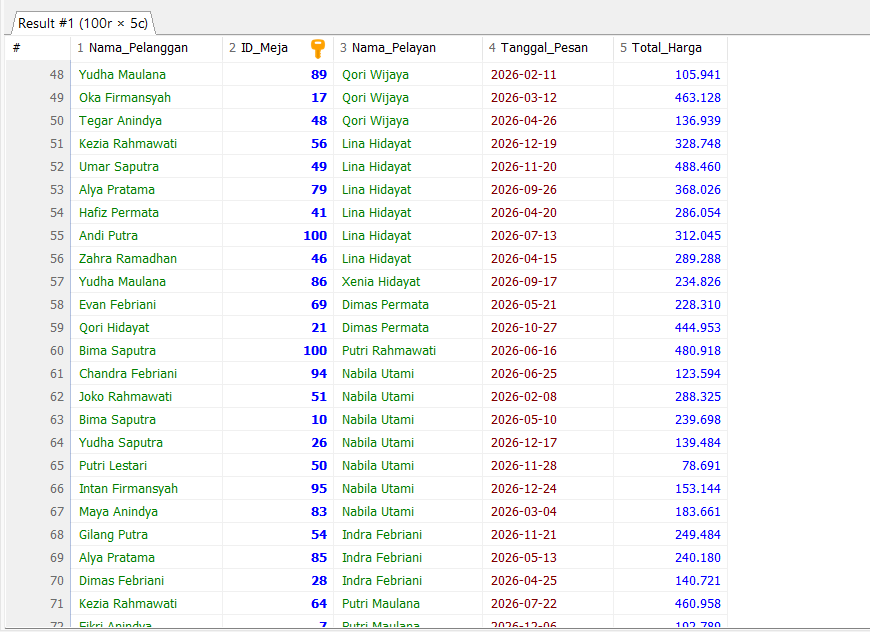 Result #1 (100r × 5c)
# 1 Nama_Pelanggan 2 ID_Meja 3 Nama_Pelayan 4 Tanggal_Pesan 5 Total_Harga
48 Yudha Maulana 89 Qori Wijaya 2026-02-11 105.941
49 Oka Firmansyah 17 Qori Wijaya 2026-03-12 463.128
50 Tegar Anindya 48 Qori Wijaya 2026-04-26 136.939
51 Kezia Rahmawati 56 Lina Hidayat 2026-12-19 328.748
52 Umar Saputra 49 Lina Hidayat 2026-11-20 488.460
53 Alya Pratama 79 Lina Hidayat 2026-09-26 368.026
54 Hafiz Permata 41 Lina Hidayat 2026-04-20 286.054
55 Andi Putra 100 Lina Hidayat 2026-07-13 312.045
56 Zahra Ramadhan 46 Lina Hidayat 2026-04-15 289.288
57 Yudha Maulana 86 Xenia Hidayat 2026-09-17 234.826
58 Evan Febriani 69 Dimas Permata 2026-05-21 228.310
59 Qori Hidayat 21 Dimas Permata 2026-10-27 444.953
60 Bima Saputra 100 Putri Rahmawati 2026-06-16 480.918
61 Chandra Febriani 94 Nabila Utami 2026-06-25 123.594
62 Joko Rahmawati 51 Nabila Utami 2026-02-08 288.325
63 Bima Saputra 10 Nabila Utami 2026-05-10 239.698
64 Yudha Saputra 26 Nabila Utami 2026-12-17 139.484
65 Putri Lestari 50 Nabila Utami 2026-11-28 78.691
66 Intan Firmansyah 95 Nabila Utami 2026-12-24 153.144
67 Maya Anindya 83 Nabila Utami 2026-03-04 183.661
68 Gilang Putra 54 Indra Febriani 2026-11-21 249.484
69 Alya Pratama 85 Indra Febriani 2026-05-13 240.180
70 Dimas Febriani 28 Indra Febriani 2026-04-25 140.721
71 Kezia Rahmawati 64 Putri Maulana 2026-07-22 460.958
72 Fikri Anindya 7 Putri Maulana 2026-12-06 192.789